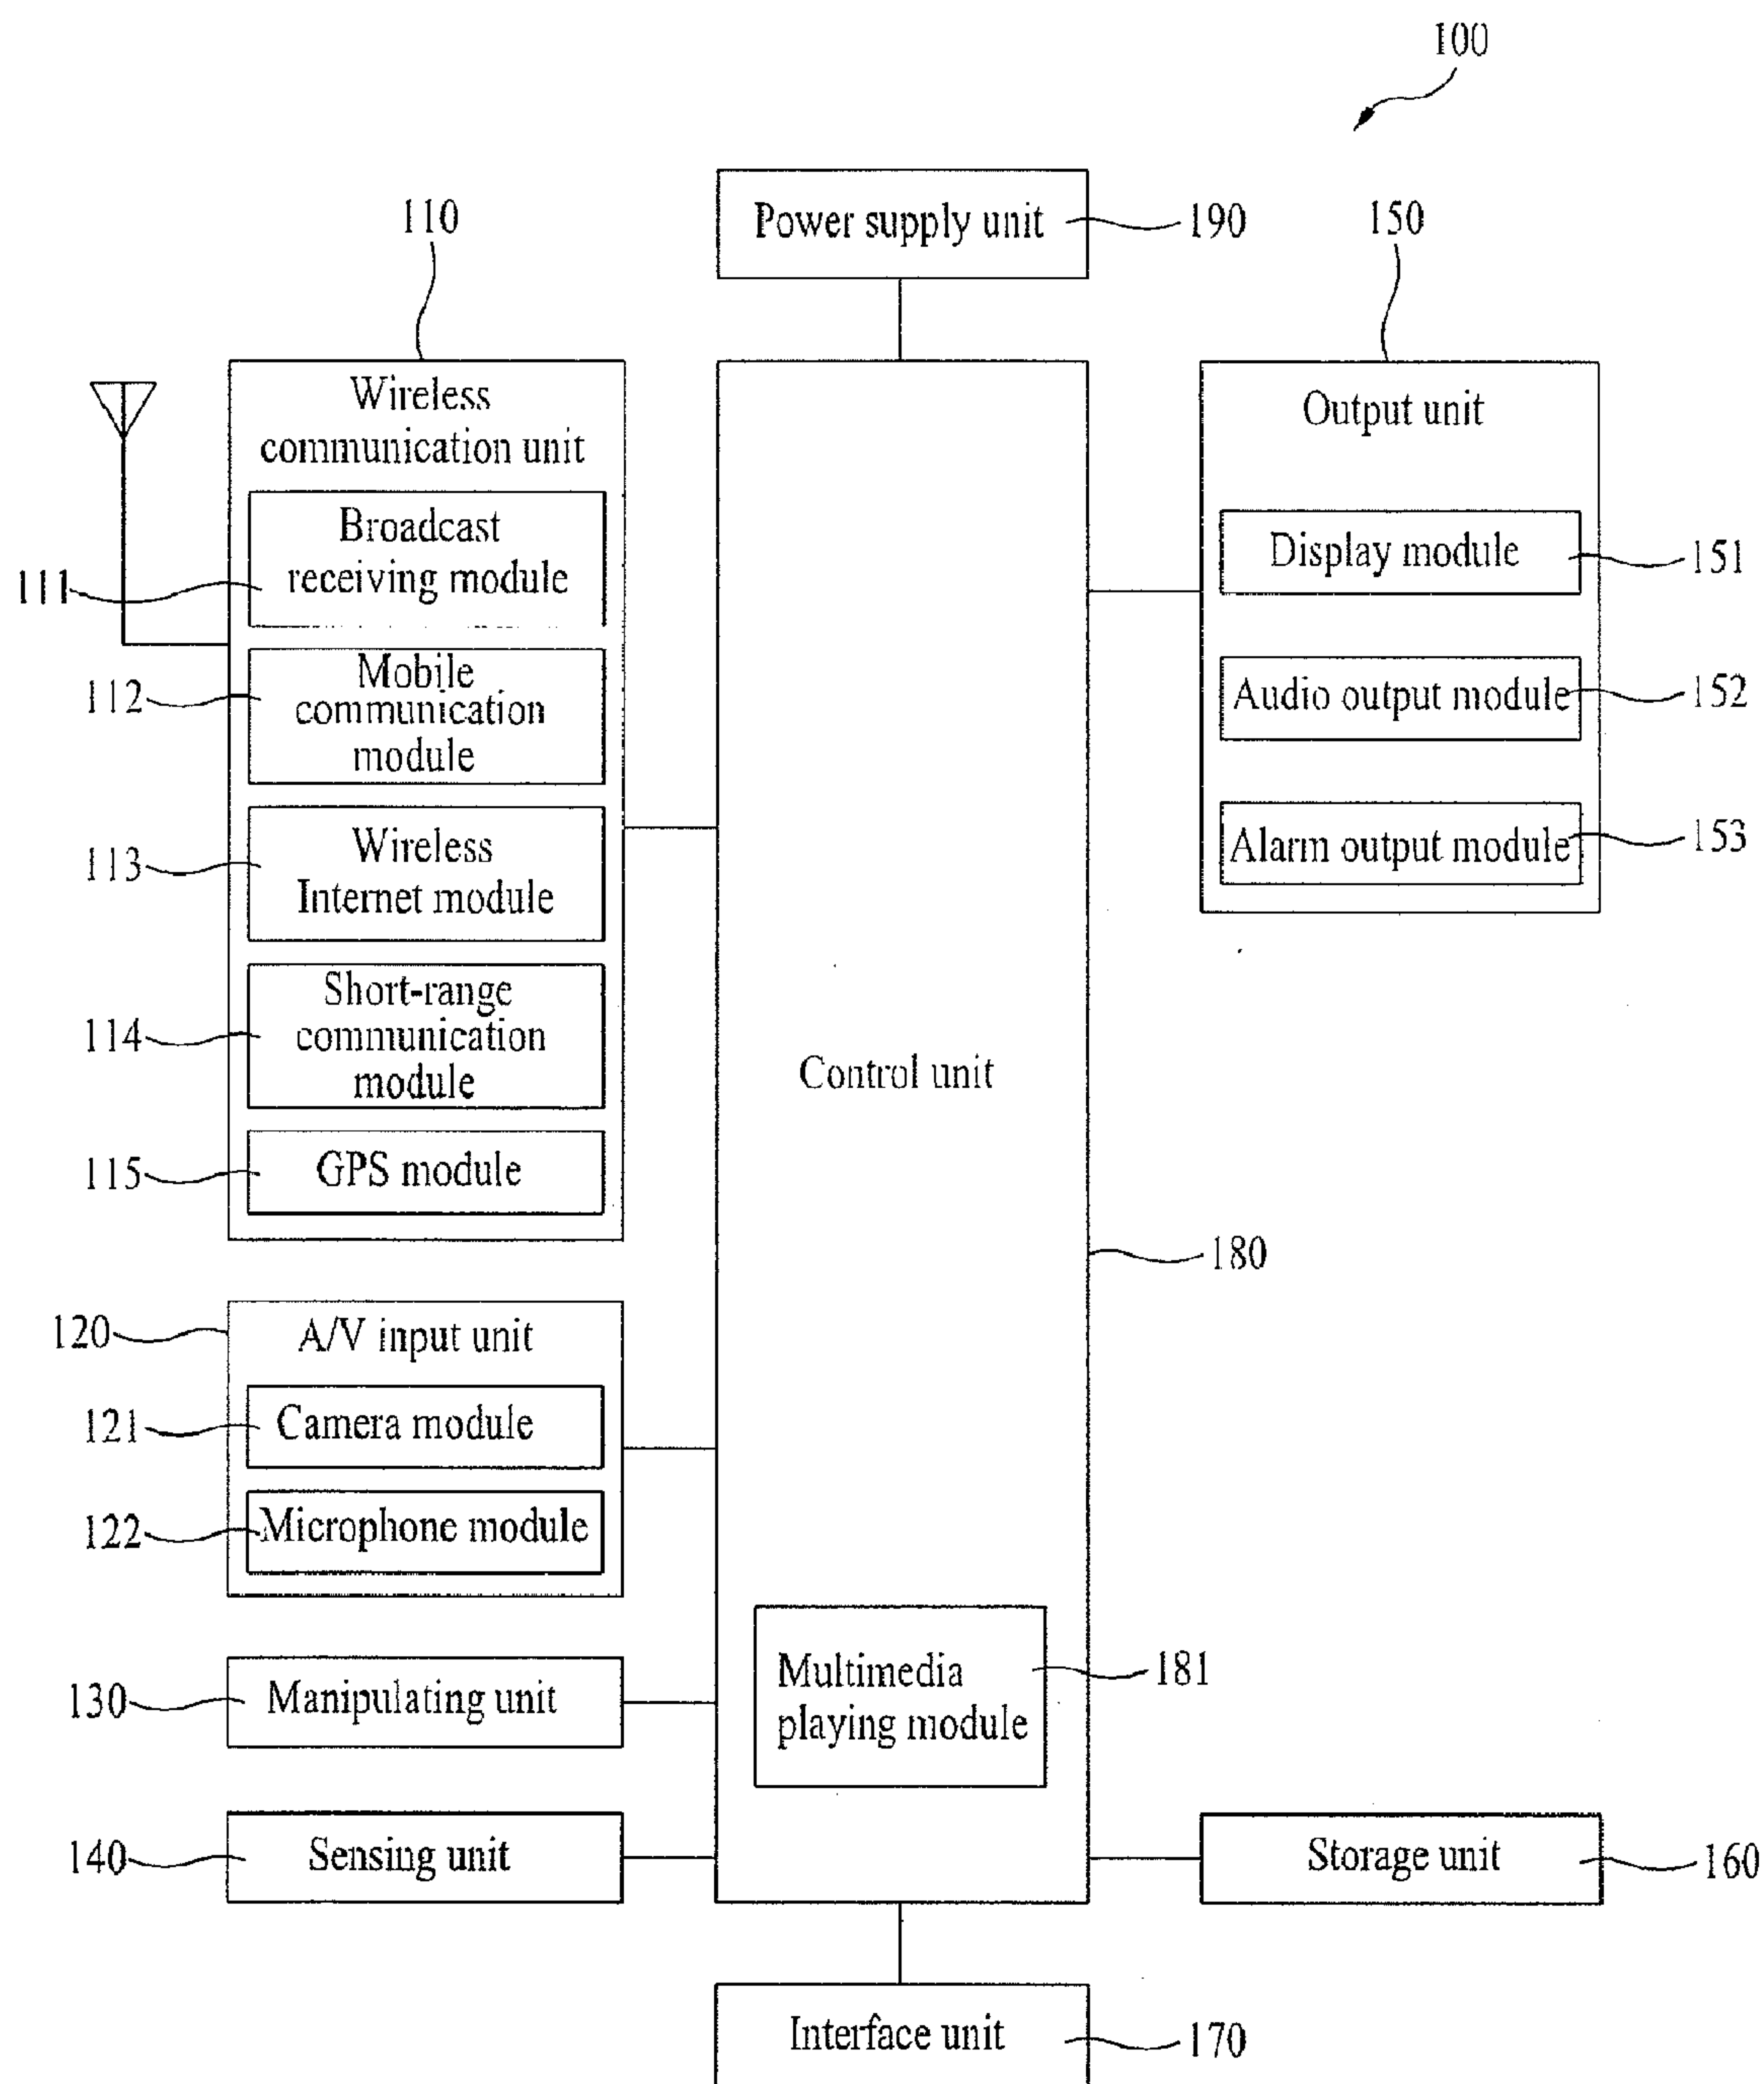 100
110
Power supply unit
190
150
Wireless
communication unit
Output unit
Broadcast
receiving module
111
Display module
151
Mobile
communication
module
112
Audio output module
152
Wireless
Internet module
113
Alarm output module
153
Short-range
communication
module
114
Control unit
GPS module
115
180
120
A/V input unit
Camera module
121
Microphone module
122
Multimedia
playing module
181
130
Manipulating unit
140
Sensing unit
Storage unit
160
Interface unit
170